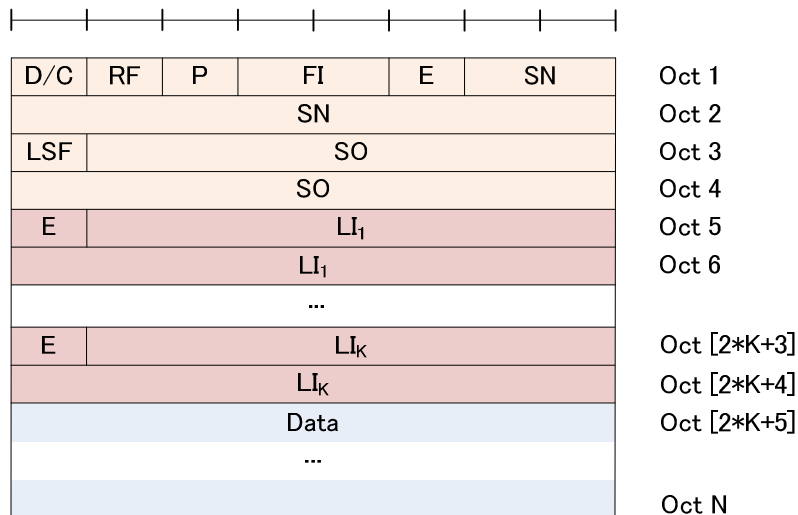 D/C RF P FI E SN Oct 1
SN Oct 2
LSF SO Oct 3
SO Oct 4
E LI₁ Oct 5
LI₁ Oct 6
...
E LIK Oct [2*K+3]
LIK Oct [2*K+4]
Data Oct [2*K+5]
...
Oct N